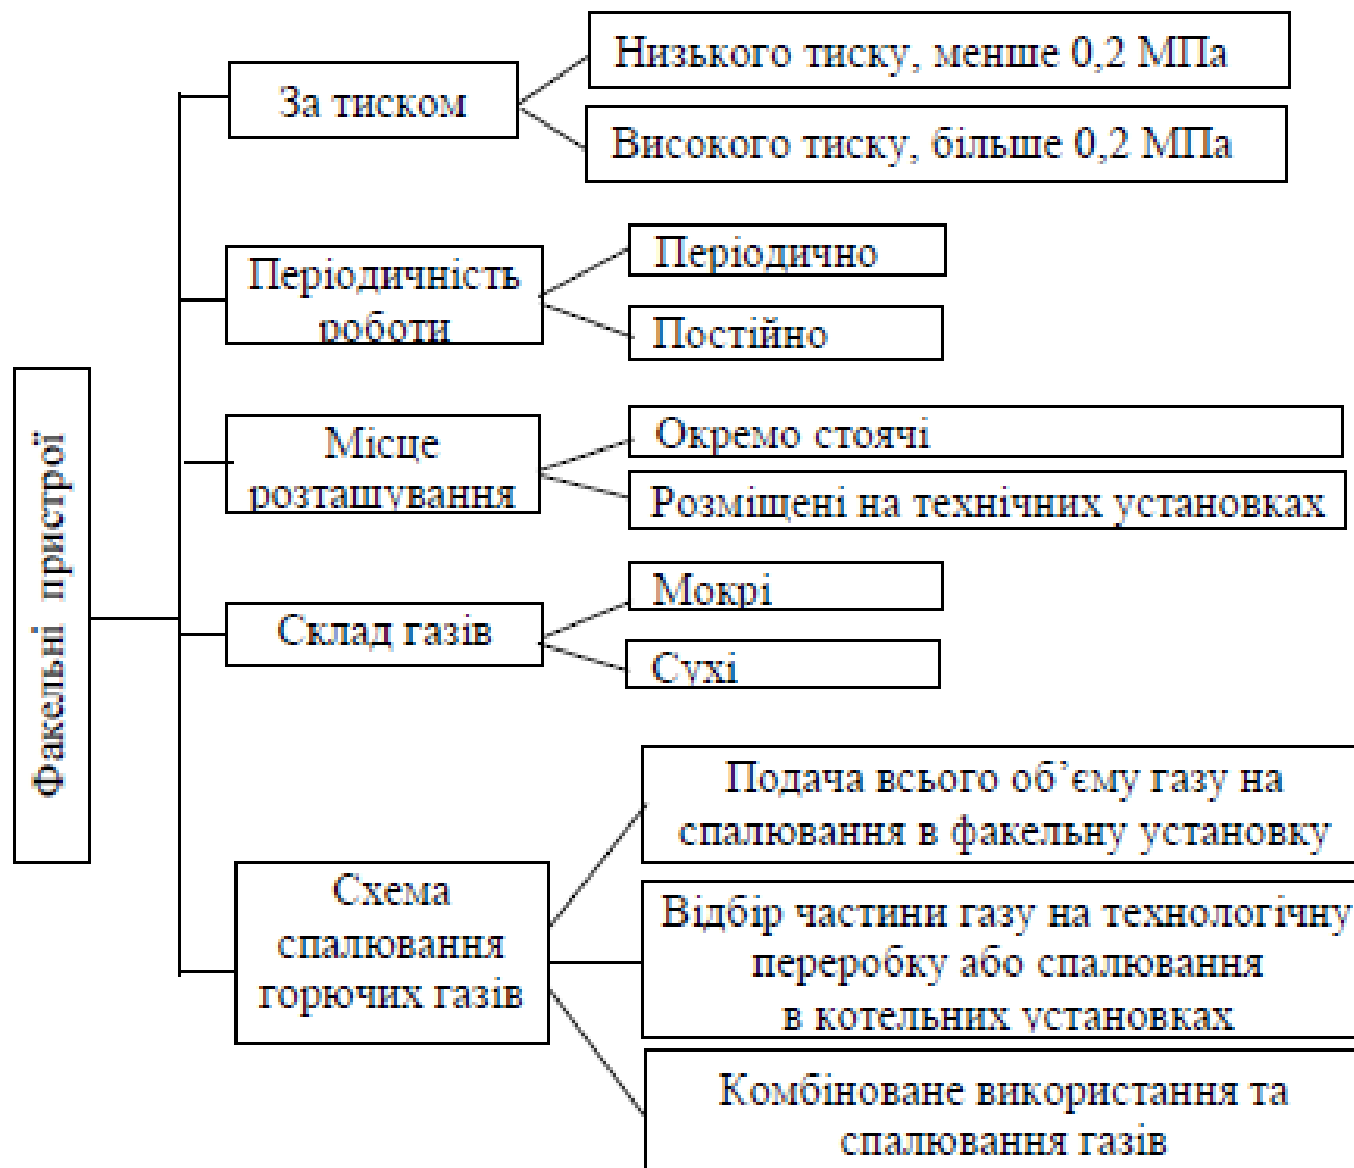 Факельні пристрої
За тиском
Низького тиску, менше 0,2 МПа
Високого тиску, більше 0,2 МПа
Періодичність
роботи
Періодично
Постійно
Місце
розташування
Окремо стоячі
Розміщені на технічних установках
Склад газів
Мокрі
Сухі
Схема
спалювання
горючих газів
Подача всього об’єму газу на
спалювання в факельну установку
Відбір частини газу на технологічну
переробку або спалювання
в котельних установках
Комбіноване використання та
спалювання газів